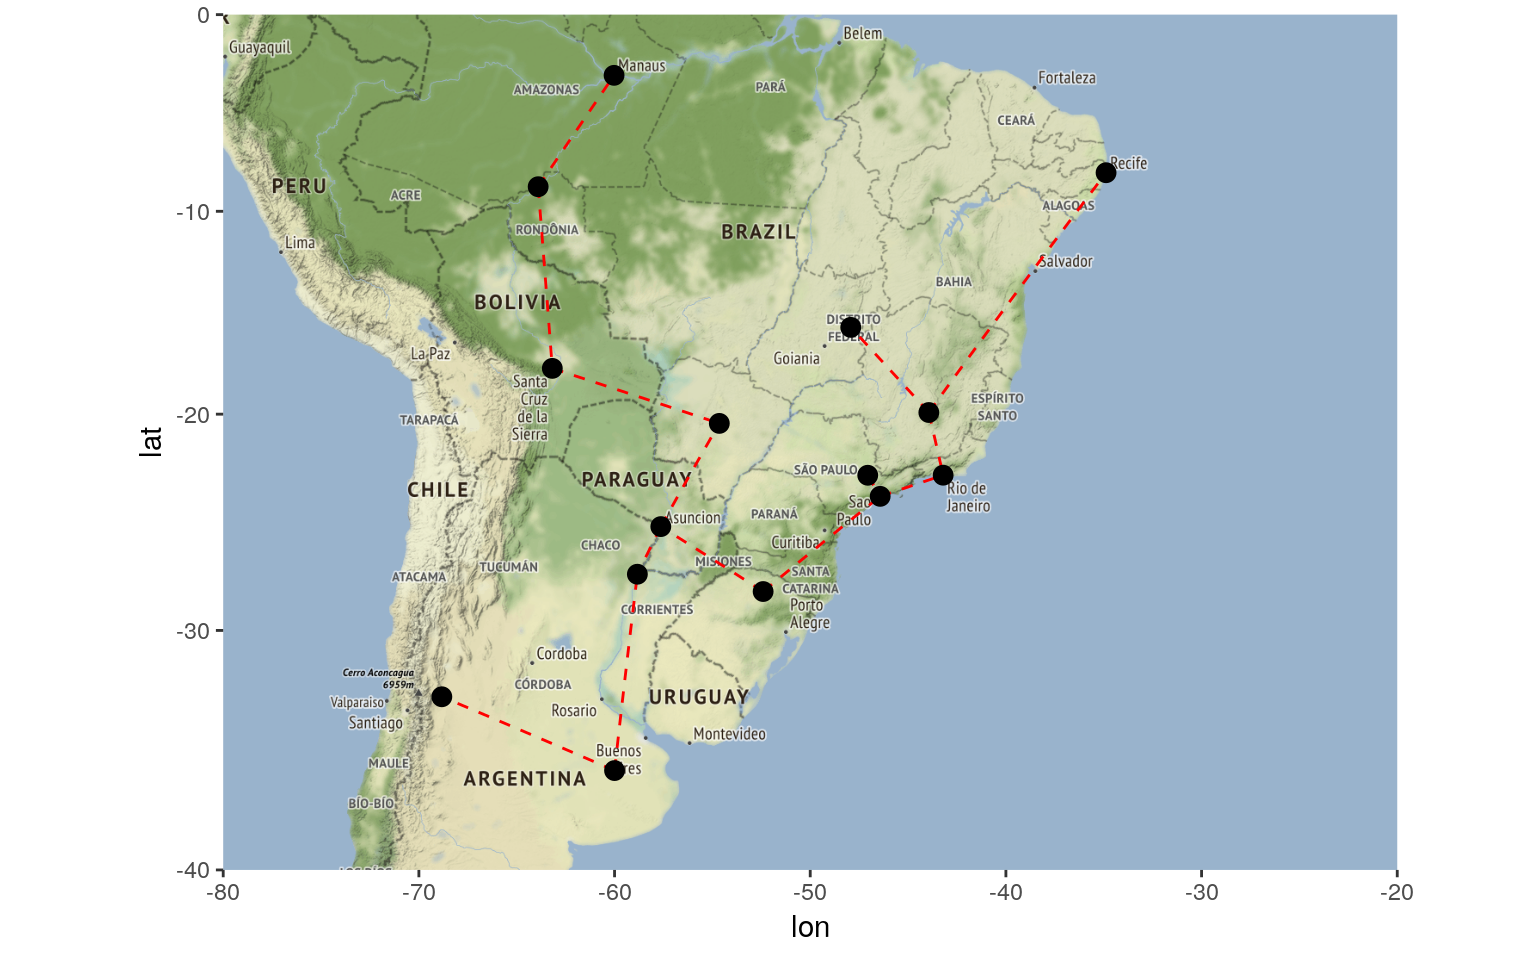 0
-10
-20
-30
-40
lat
Guayaquil
Belem
Manaus
AMAZONAS
PARÁ
Fortaleza
CEARÁ
Recife
PERU
ACRE
ALAGOAS
RONDÔNIA
BRAZIL
Lima
Salvador
BAHIA
BOLIVIA
DISTRITO
FEDERAL
La Paz
Goiania
Santa
Cruz
de la
Sierra
ESPÍRITO
SANTO
TARAPACÁ
PARAGUAY
SÃO PAULO
CHILE
Rio de
Janeiro
Sao
Paulo
Asuncion
PARANÁ
CHACO
Curitiba
MISIONES
TUCUMÁN
ATACAMA
SANTA
CATARINA
CORRIENTES
Porto
Alegre
Cordoba
Cerro Aconcagua
6959m
CÓRDOBA
URUGUAY
Valparaiso
Rosario
Santiago
Montevideo
Buenos
res
MAULE
ARGENTINA
BÍO-BÍO
-80
-70
-60
-50
-40
-30
-20
lon